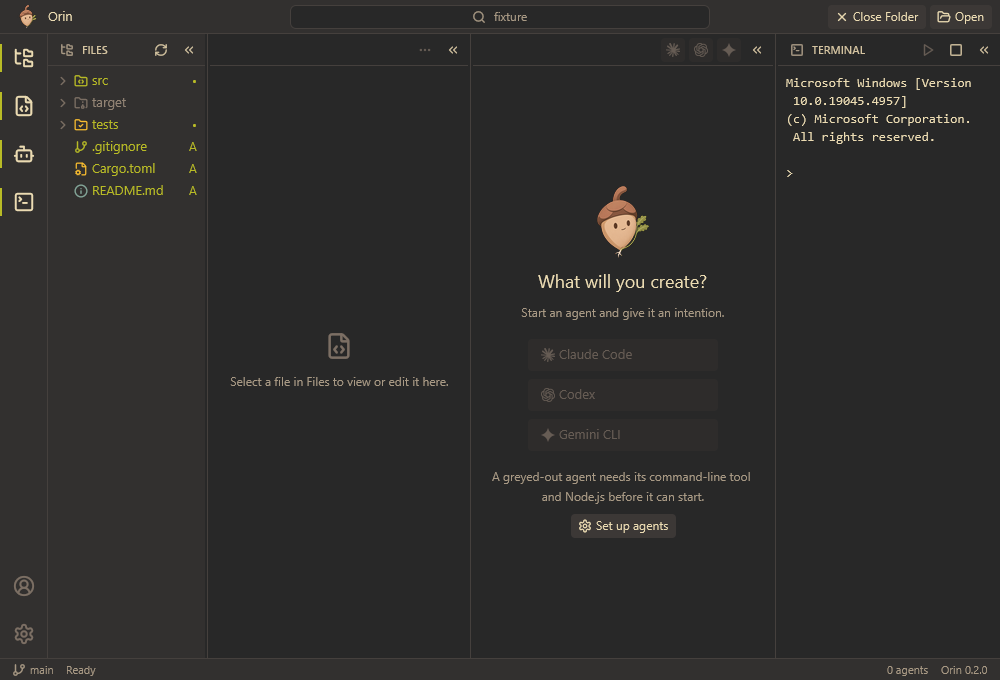 Orin
fixture
Close Folder
Open
FILES
src
target
tests
.gitignore A
Cargo.toml A
README.md A
Select a file in Files to view or edit it here.
What will you create?
Start an agent and give it an intention.
Claude Code
Codex
Gemini CLI
A greyed-out agent needs its command-line tool
and Node.js before it can start.
Set up agents
TERMINAL
Microsoft Windows [Version
10.0.19045.4957]
(c) Microsoft Corporation.
All rights reserved.
>
main
Ready
0 agents
Orin 0.2.0